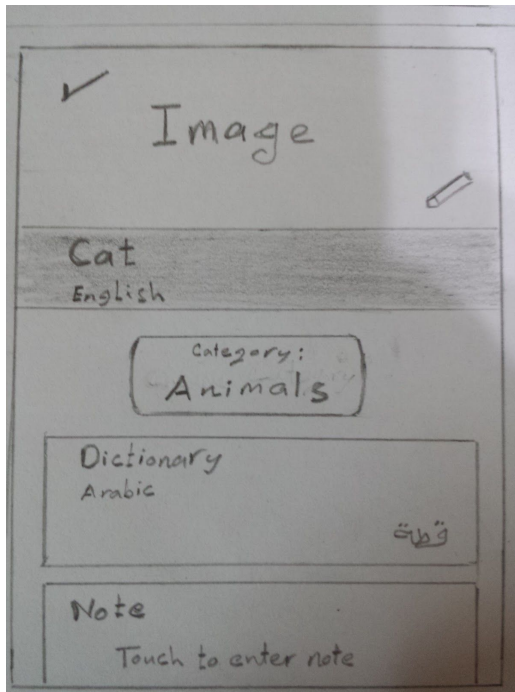 Image
Cat
English
Category:
Animals
Dictionary
Arabic
قطة
Note
Touch to enter note